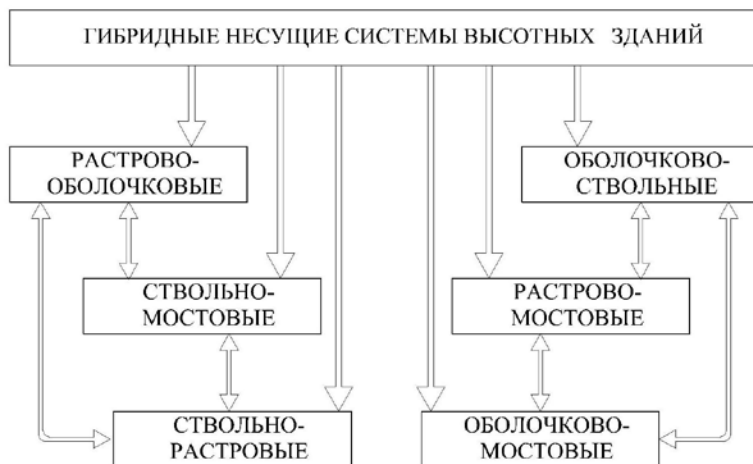 ГИБРИДНЫЕ НЕСУЩИЕ СИСТЕМЫ ВЫСОТНЫХ ЗДАНИЙ
РАСТРОВО-
ОБОЛОЧКОВЫЕ
ОБОЛОЧКОВО-
СТВОЛЬНЫЕ
СТВОЛЬНО-
МОСТОВЫЕ
РАСТРОВО-
МОСТОВЫЕ
СТВОЛЬНО-
РАСТРОВЫЕ
ОБОЛОЧКОВО-
МОСТОВЫЕ